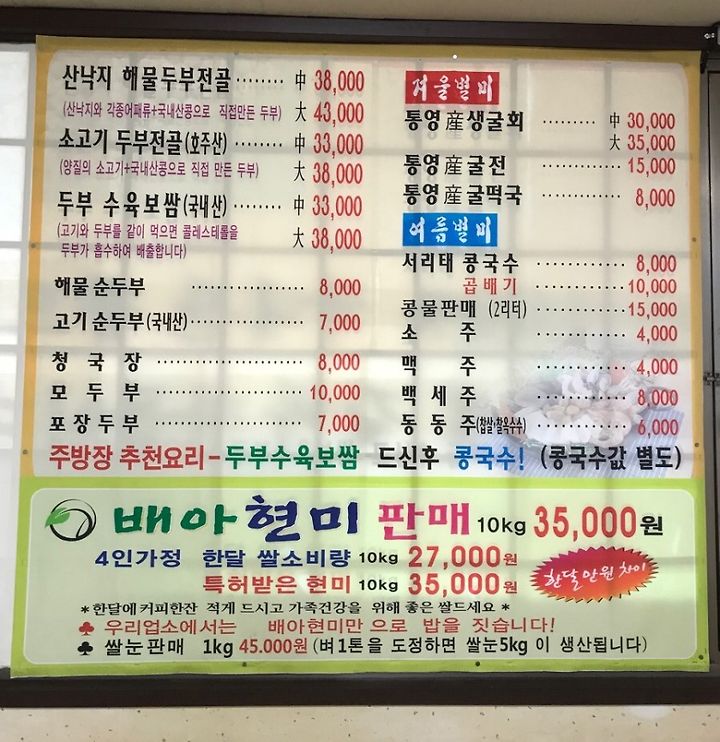 산낙지 해물두부전골 ········ 中 38,000
(산낙지와 각종어패류+국내산콩으로 직접만든 두부) 大 43,000
소고기 두부전골(호주산) ········ 中 33,000
(양질의 소고기+국내산콩으로 직접 만든 두부) 大 38,000
두부 수육보쌈(국내산) ········ 中 33,000
(고기와 두부를 같이 먹으면 콜레스테롤을 大 38,000
두부가 흡수하여 배출합니다)
해물순두부 ················ 8,000
고기순두부(국내산) ················ 7,000
청국장 ················ 8,000
모두부 ················ 10,000
포장두부 ················ 7,000
겨울별미
통영産생굴회 ········ 中 30,000
大 35,000
통영産굴전 ················ 15,000
통영産굴떡국 ············ 8,000
여름별미
서리태 콩국수 ············ 8,000
곱배기 ············ 10,000
콩물판매 (2리터) ············ 15,000
소주 ················ 4,000
맥주 ················ 4,000
백세주 ················ 8,000
동동주(찹쌀·찰옥수수) ········ 6,000
주방장 추천요리-두부수육보쌈 드신후 콩국수! (콩국수값 별도)
배아현미 판매 10kg 35,000원
4인가정 한달 쌀소비량 10kg 27,000원
특허받은 현미 10kg 35,000원
한달 만원 차이
*한달에커피한잔 적게 드시고 가족건강을 위해 좋은 쌀드세요*
♣ 우리업소에서는 배아현미만 으로 밥을 짓습니다!
♣ 쌀눈판매 1kg 45.000원 (벼1톤을 도정하면 쌀눈5kg 이 생산됩니다)